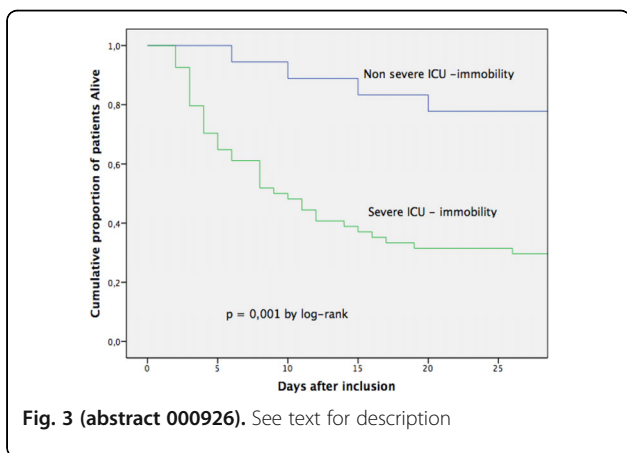 1,0
0,8
0,6
0,4
0,2
0,0
Cumulative proportion of patients Alive
Non severe ICU -immobility
Severe ICU - immobility
p = 0,001 by log-rank
0 5 10 15 20 25
Days after inclusion
Fig. 3 (abstract 000926). See text for description